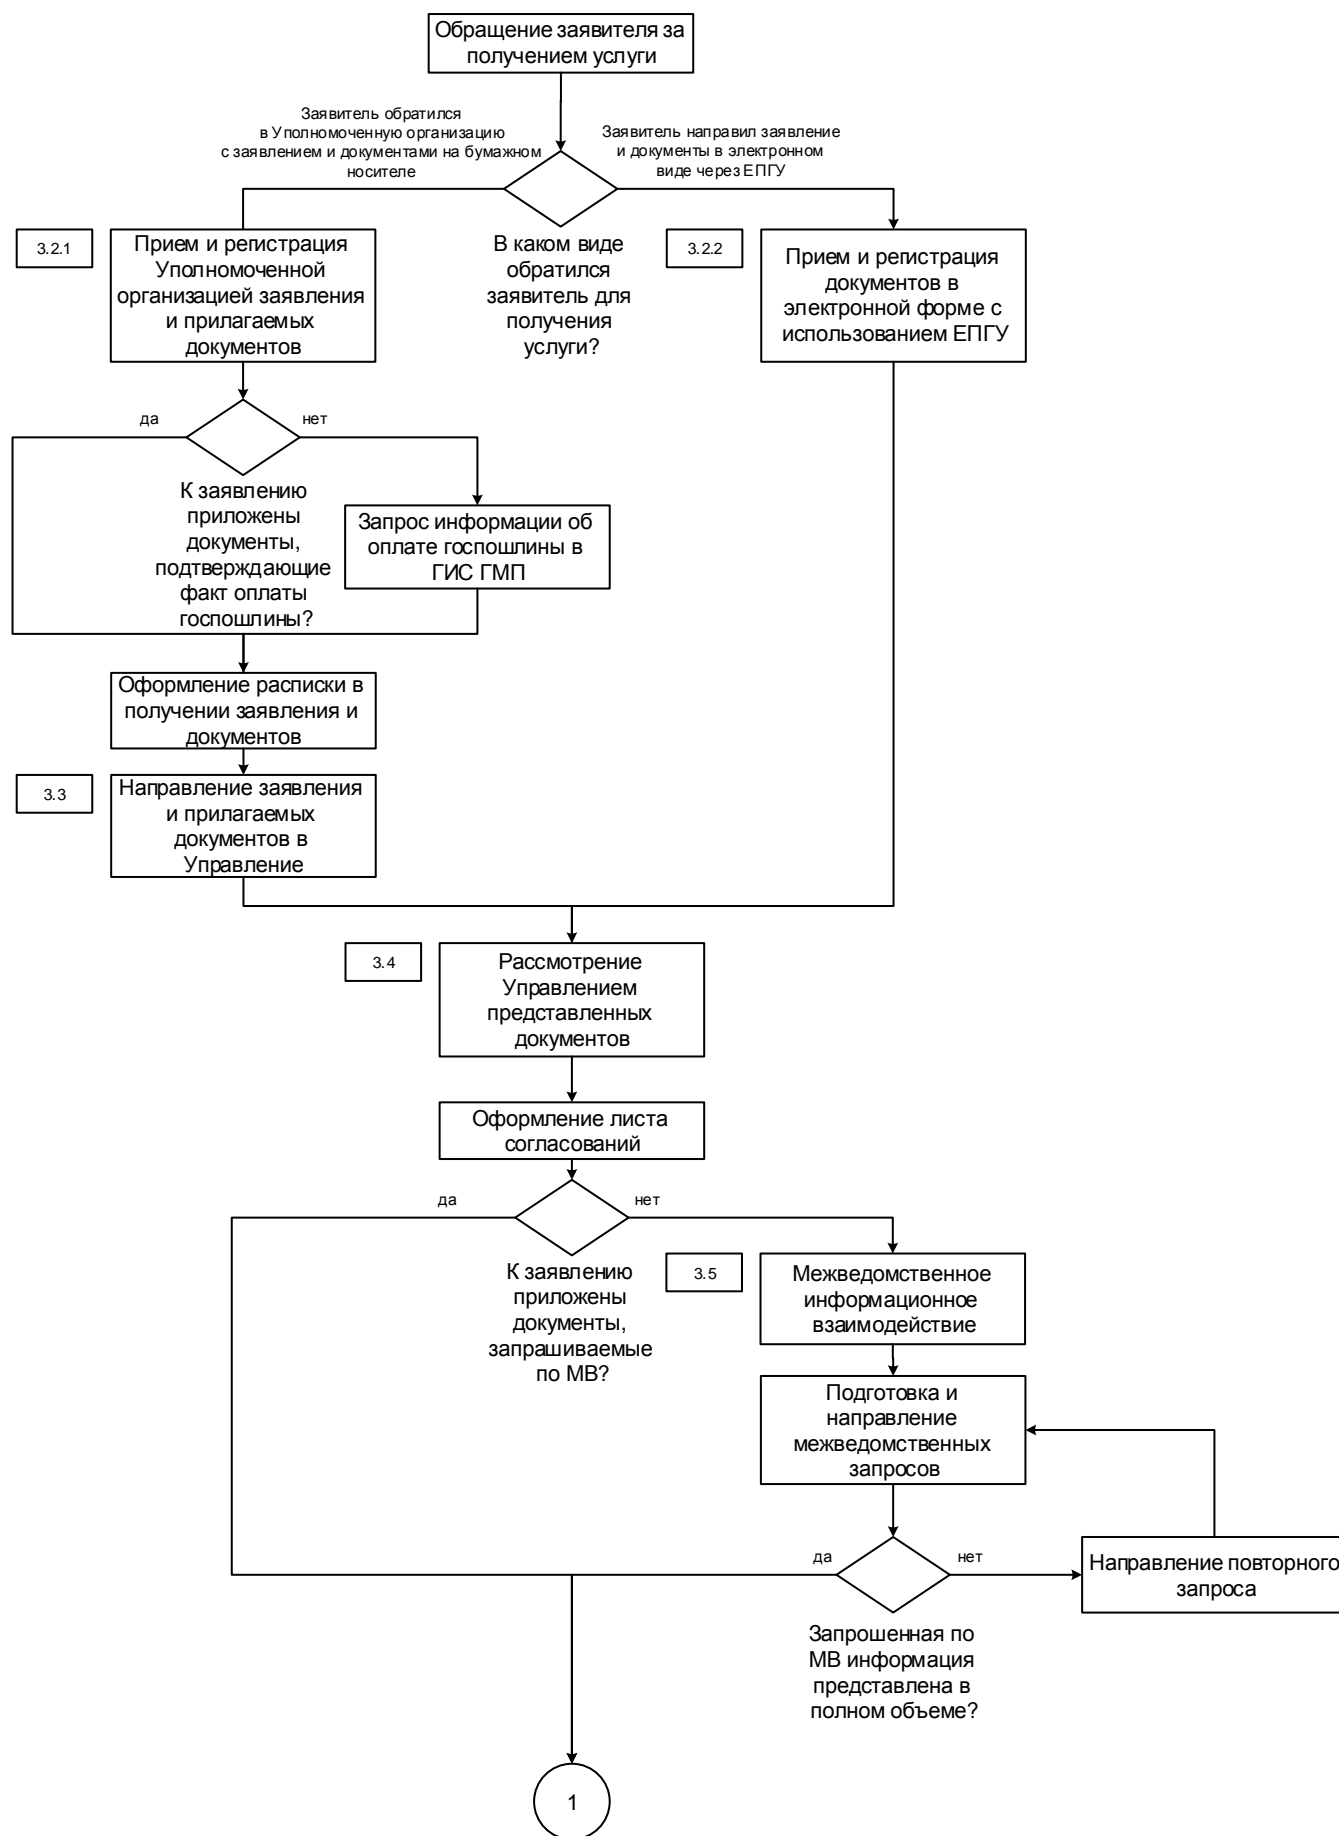 Обращение заявителя за
получением услуги
Заявитель обратился
в Уполномоченную организацию
с заявлением и документами на бумажном
носителе
Заявитель направил заявление
и документы в электронном
виде через ЕПГУ
3.2.1
Прием и регистрация
Уполномоченной
организацией заявления
и прилагаемых
документов
В каком виде
обратился
заявитель для
получения
услуги?
3.2.2
Прием и регистрация
документов в
электронной форме с
использованием ЕПГУ
да
нет
К заявлению
приложены
документы,
подтверждающие
факт оплаты
госпошлины?
Запрос информации об
оплате госпошлины в
ГИС ГМП
Оформление расписки в
получении заявления и
документов
3.3
Направление заявления
и прилагаемых
документов в
Управление
3.4
Рассмотрение
Управлением
представленных
документов
Оформление листа
согласований
да
нет
К заявлению
приложены
документы,
запрашиваемые
по МВ?
3.5
Межведомственное
информационное
взаимодействие
Подготовка и
направление
межведомственных
запросов
да
нет
Направление повторного
запроса
Запрошенная по
МВ информация
представлена в
полном объеме?
1